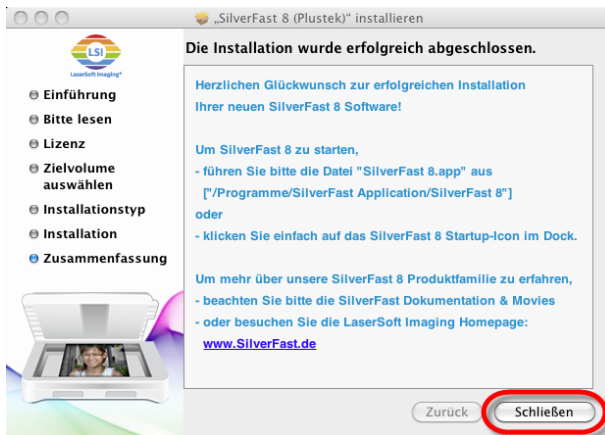 „SilverFast 8 (Plustek)“ installieren
LSI
LaserSoft Imaging®
Einführung
Bitte lesen
Lizenz
Zielvolume
auswählen
Installationstyp
Installation
Zusammenfassung
Die Installation wurde erfolgreich abgeschlossen.
Herzlichen Glückwunsch zur erfolgreichen Installation
Ihrer neuen SilverFast 8 Software!
Um SilverFast 8 zu starten,
- führen Sie bitte die Datei "SilverFast 8.app" aus
["/Programme/SilverFast Application/SilverFast 8"]
oder
- klicken Sie einfach auf das SilverFast 8 Startup-Icon im Dock.
Um mehr über unsere SilverFast 8 Produktfamilie zu erfahren,
- beachten Sie bitte die SilverFast Dokumentation & Movies
- oder besuchen Sie die LaserSoft Imaging Homepage:
www.SilverFast.de
Zurück
Schließen